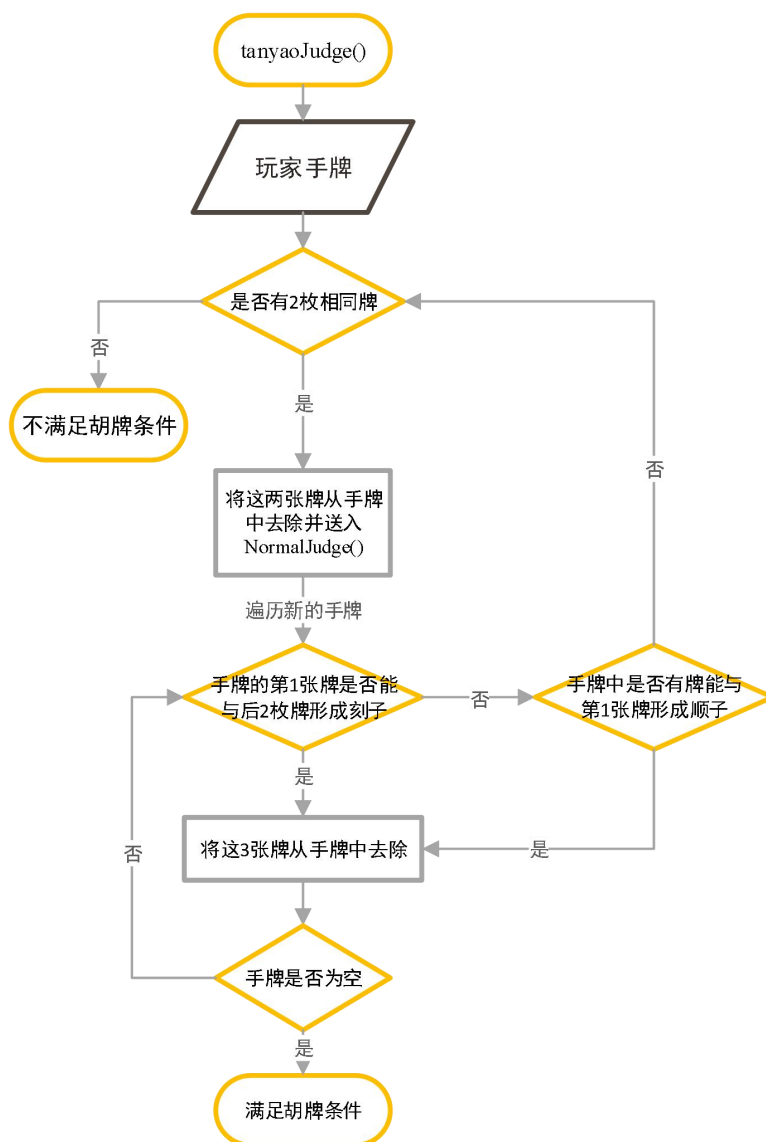 tanyaoJudge()
玩家手牌
是否有2枚相同牌
否
不满足胡牌条件
是
否
将这两张牌从手牌
中去除并送入
NormalJudge()
遍历新的手牌
手牌的第1张牌是否能
与后2枚牌形成刻子
否
手牌中是否有牌能与
第1张牌形成顺子
是
将这3张牌从手牌中去除
是
否
手牌是否为空
是
满足胡牌条件